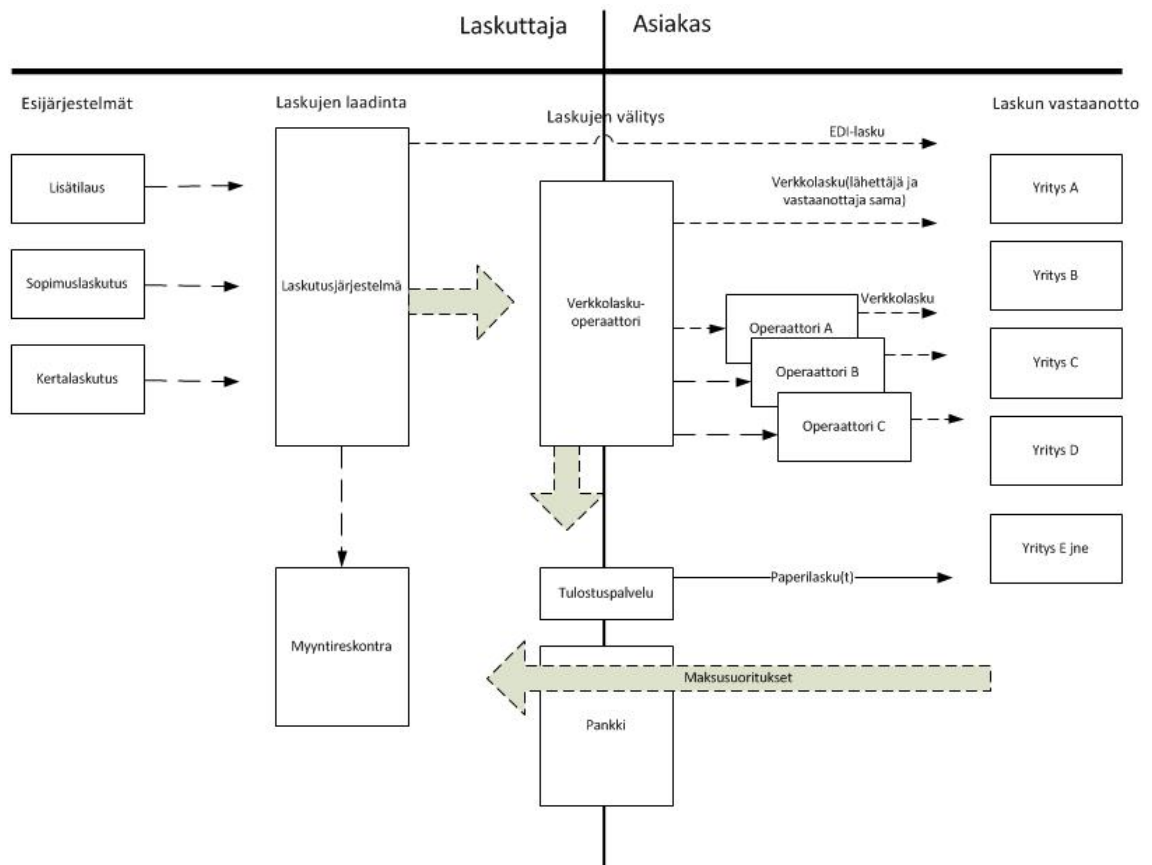 Laskuttaja
Asiakas
Esijärjestelmät
Laskujen laadinta
Laskujen välitys
Laskun vastaanotto
EDI-lasku
Lisätilaus
Verkkolasku(lähettäjä ja
vastaanottaja sama)
Yritys A
Sopimuslaskutus
Laskutusjärjestelmä
Verkkolasku-
operaattori
Yritys B
Verkkolasku
Operaattori A
Kertalaskutus
Operaattori B
Yritys C
Operaattori C
Yritys D
Yritys E jne
Tulostuspalvelu
Paperilasku(t)
Myyntireskontra
Maksusuoritukset
Pankki